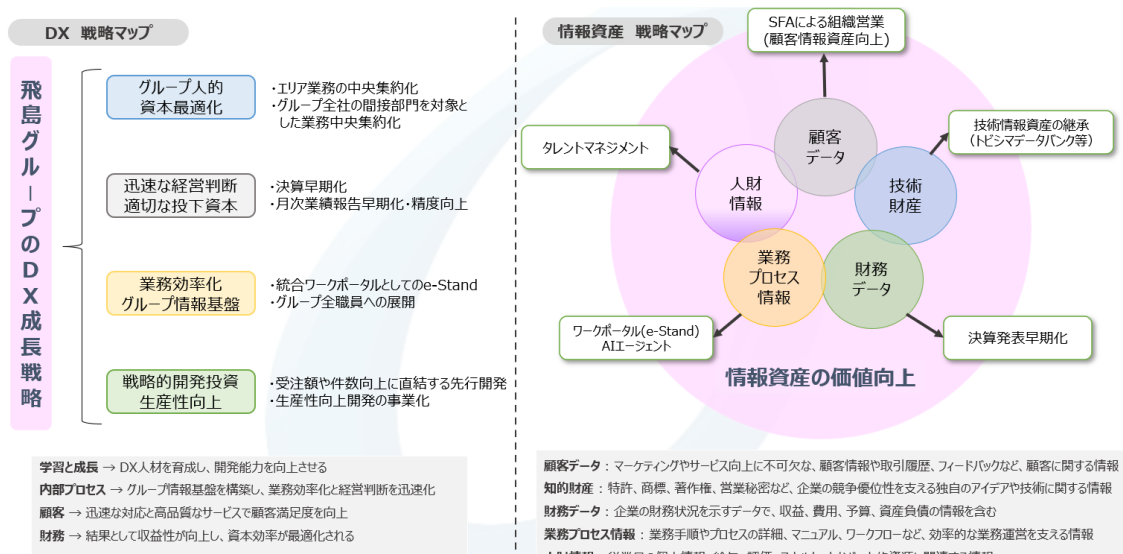 DX 戦略マップ
飛島グループのDX成長戦略
グループ人的
資本最適化
・エリア業務の中央集約化
・グループ全社の間接部門を対象と
した業務中央集約化
迅速な経営判断
適切な投下資本
・決算早期化
・月次業績報告早期化・精度向上
業務効率化
グループ情報基盤
・統合ワークポータルとしてのe-Stand
・グループ全職員への展開
戦略的開発投資
生産性向上
・受注額や件数向上に直結する先行開発
・生産性向上開発の事業化
学習と成長 → DX人材を育成し、開発能力を向上させる
内部プロセス → グループ情報基盤を構築し、業務効率化と経営判断を迅速化
顧客 → 迅速な対応と高品質なサービスで顧客満足度を向上
財務 → 結果として収益性が向上し、資本効率が最適化される
情報資産 戦略マップ
SFAによる組織営業
(顧客情報資産向上)
顧客
データ
技術情報資産の継承
（トビシマデータバンク等）
タレントマネジメント
人財
情報
技術
財産
業務
プロセス
情報
財務
データ
ワークポータル(e-Stand)
AIエージェント
決算発表早期化
情報資産の価値向上
顧客データ：マーケティングやサービス向上に不可欠な、顧客情報や取引履歴、フィードバックなど、顧客に関する情報
知的財産：特許、商標、著作権、営業秘密など、企業の競争優位性を支える独自のアイデアや技術に関する情報
財務データ：企業の財務状況を示すデータで、収益、費用、予算、資産負債の情報を含む
業務プロセス情報：業務手順やプロセスの詳細、マニュアル、ワークフローなど、効率的な業務運営を支える情報